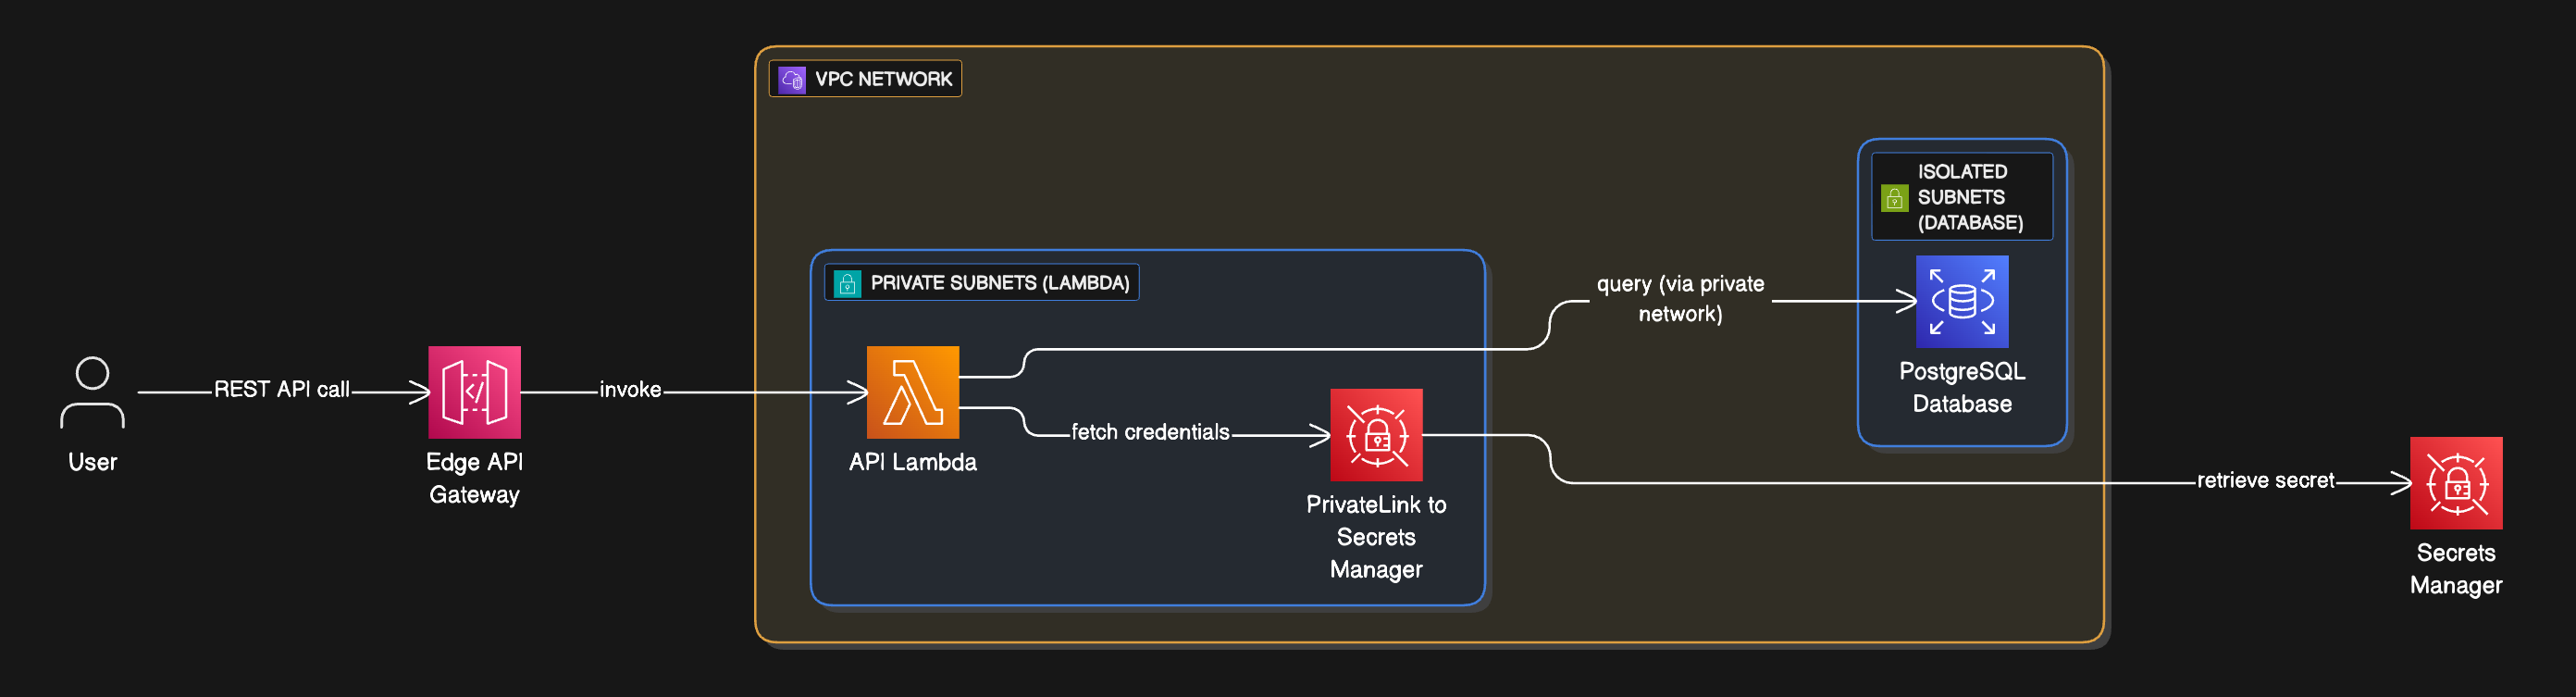 VPC NETWORK
ISOLATED
SUBNETS
(DATABASE)
PRIVATE SUBNETS (LAMBDA)
query (via private
network)
PostgreSQL
Database
REST API call
invoke
</>
fetch credentials
User
Edge API
Gateway
API Lambda
PrivateLink to
Secrets
Manager
retrieve secret
Secrets
Manager